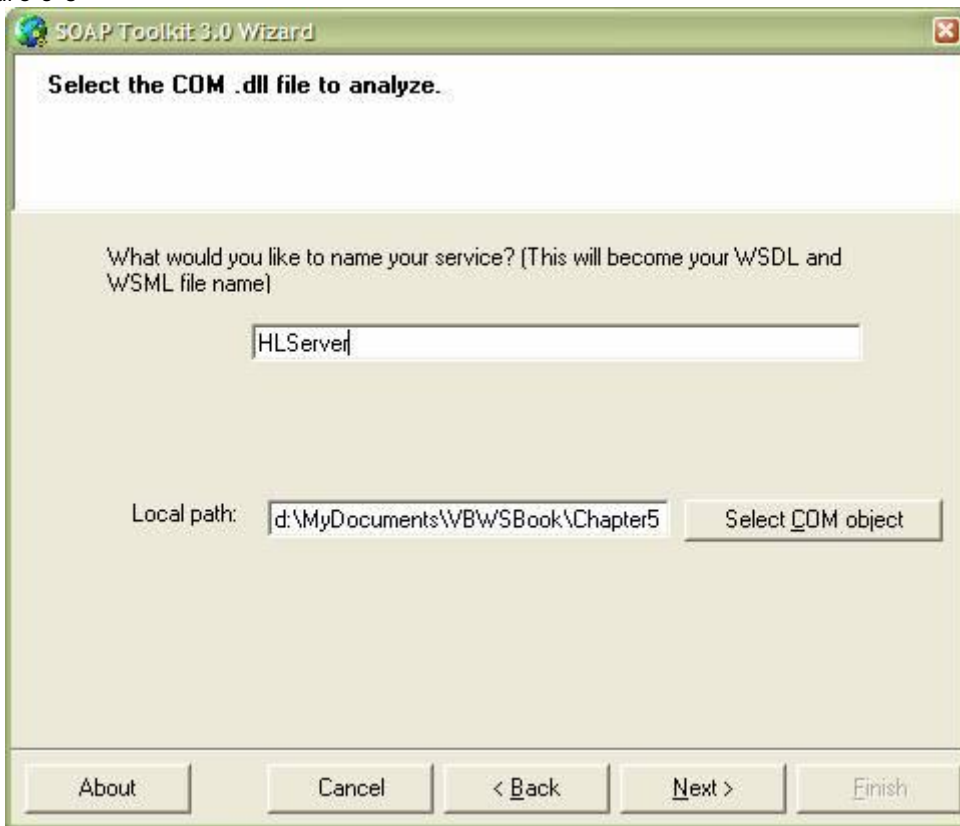 SOAP Toolkit 3.0 Wizard
Select the COM .dll file to analyze.
What would you like to name your service? (This will become your WSDL and
WSML file name)
HLServer
Local path: d:\MyDocuments\VBWSBook\Chapter5 Select COM object
About Cancel < Back Next > Finish